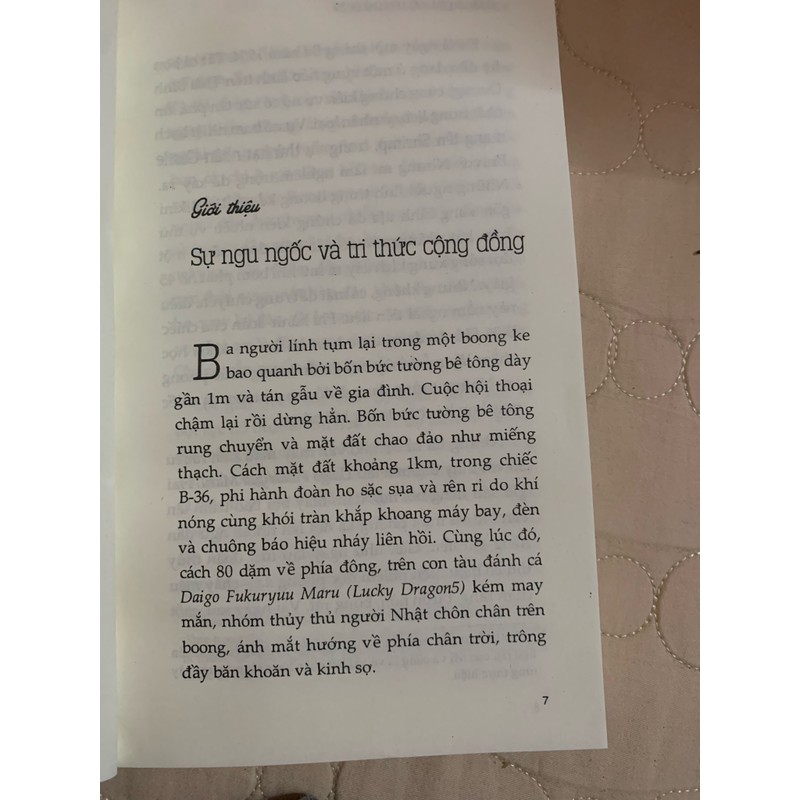 Giới thiệu
Sự ngu ngốc và tri thức cộng đồng
Ba người lính tụm lại trong một boong ke
bao quanh bởi bốn bức tường bê tông dày
gần 1m và tán gẫu về gia đình. Cuộc hội thoại
chậm lại rồi dừng hẳn. Bốn bức tường bê tông
rung chuyển và mặt đất chao đảo như miếng
thạch. Cách mặt đất khoảng 1km, trong chiếc
B-36, phi hành đoàn ho sặc sụa và rên rỉ do khí
nóng cùng khói tràn khắp khoang máy bay, đèn
và chuông báo hiệu nháy liên hồi. Cùng lúc đó,
cách 80 dặm về phía đông, trên con tàu đánh cá
Daigo Fukuryuu Maru (Lucky Dragon5) kém may
mắn, nhóm thủy thủ người Nhật chôn chân trên
boong, ánh mắt hướng về phía chân trời, trông
đầy băn khoăn và kinh sợ.
7